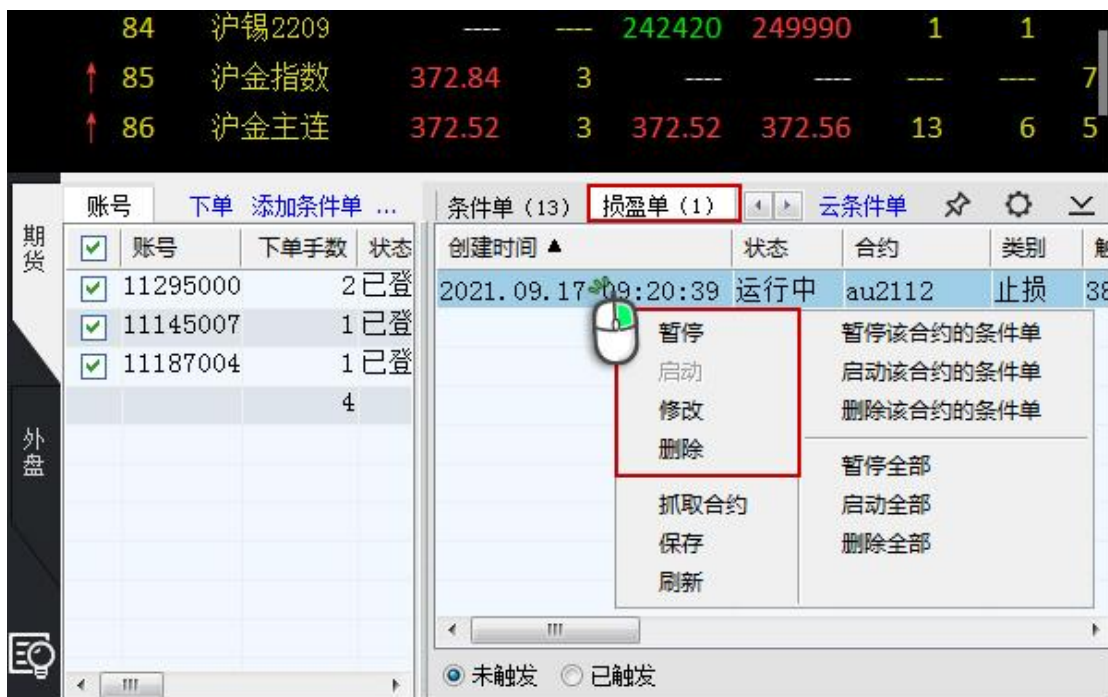 84 沪锡2209 ---- ---- 242420 249990 1 1
85 沪金指数 372.84 3 ---- ---- ---- ---- 7
86 沪金主连 372.52 3 372.52 372.56 13 6 5
期货
外盘
账号 下单 添加条件单 ...
账号 下单手数 状态
11295000 2 已登
11145007 1 已登
11187004 1 已登
4
条件单 (13) 损盈单 (1) 云条件单
创建时间 ▲ 状态 合约 类别 触
2021.09.17 09:20:39 运行中 au2112 止损 38
暂停
启动
修改
删除
抓取合约
保存
刷新
暂停该合约的条件单
启动该合约的条件单
删除该合约的条件单
暂停全部
启动全部
删除全部
未触发 已触发